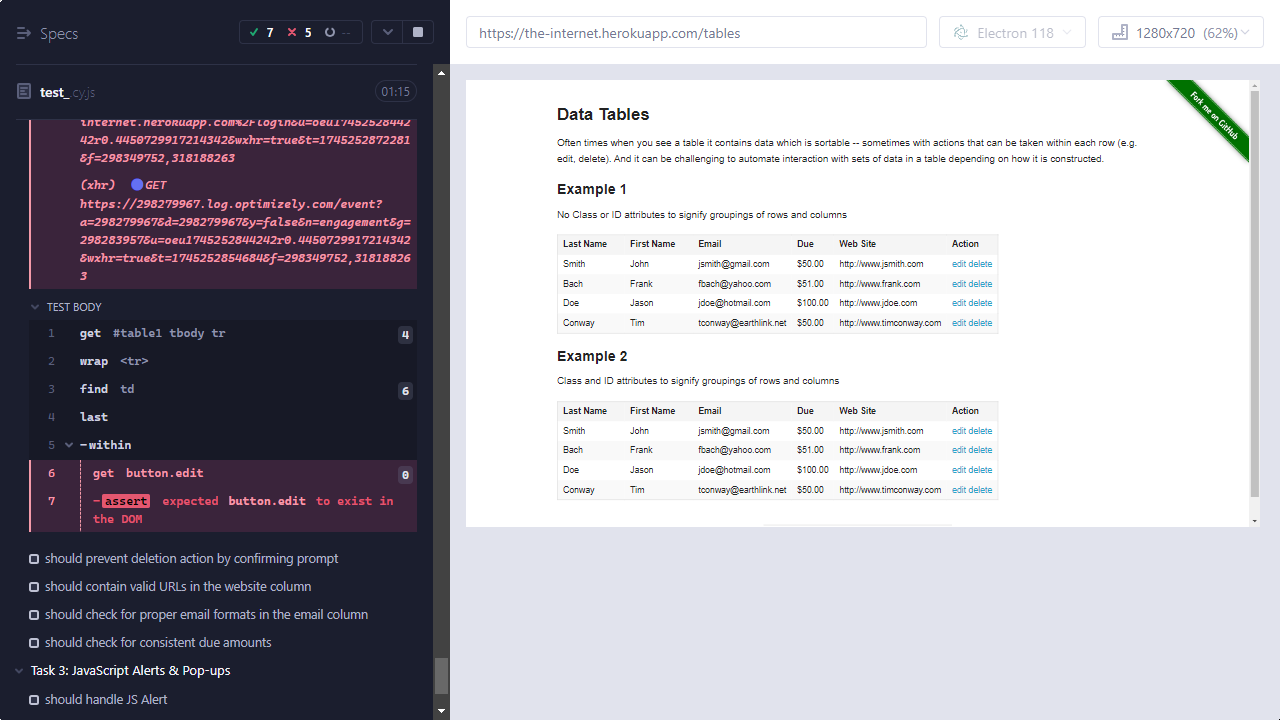 Specs
7
5
--
test_.cy.js
01:15
internet.herokuapp.com%2Flogin&u=oeu174525284424
42r0.4450729917214342&wxhr=true&t=1745252872281
&f=298349752,318188263
(xhr) GET
https://298279967.log.optimizely.com/event?
a=298279967&d=298279967&y=false&n=engagement&g=
298283957&u=oeu1745252844242r0.4450729917214342
&wxhr=true&t=1745252854684&f=298349752,31818826
3
TEST BODY
1 get #table1 tbody tr 4
2 wrap <tr>
3 find td 6
4 last
5 -within
6 get button.edit 0
7 -assert expected button.edit to exist in
the DOM
should prevent deletion action by confirming prompt
should contain valid URLs in the website column
should check for proper email formats in the email column
should check for consistent due amounts
Task 3: JavaScript Alerts & Pop-ups
should handle JS Alert
https://the-internet.herokuapp.com/tables
Electron 118
1280x720 (62%)
Fork me on GitHub
Data Tables
Often times when you see a table it contains data which is sortable -- sometimes with actions that can be taken within each row (e.g.
edit, delete). And it can be challenging to automate interaction with sets of data in a table depending on how it is constructed.
Example 1
No Class or ID attributes to signify groupings of rows and columns
Last Name First Name Email Due Web Site Action
Smith John jsmith@gmail.com $50.00 http://www.jsmith.com edit delete
Bach Frank fbach@yahoo.com $51.00 http://www.frank.com edit delete
Doe Jason jdoe@hotmail.com $100.00 http://www.jdoe.com edit delete
Conway Tim tconway@earthlink.net $50.00 http://www.timconway.com edit delete
Example 2
Class and ID attributes to signify groupings of rows and columns
Last Name First Name Email Due Web Site Action
Smith John jsmith@gmail.com $50.00 http://www.jsmith.com edit delete
Bach Frank fbach@yahoo.com $51.00 http://www.frank.com edit delete
Doe Jason jdoe@hotmail.com $100.00 http://www.jdoe.com edit delete
Conway Tim tconway@earthlink.net $50.00 http://www.timconway.com edit delete